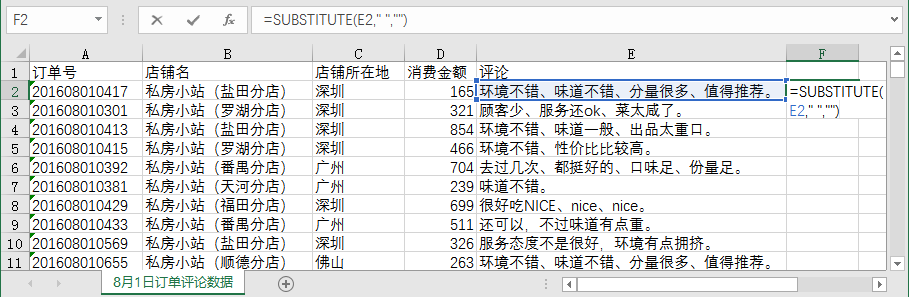 F2 =SUBSTITUTE(E2," ","")
A B C D E F
1 订单号 店铺名 店铺所在地 消费金额 评论
2 201608010417 私房小站（盐田分店） 深圳 165 环境不错、味道不错、分量很多、值得推荐。 =SUBSTITUTE(
E2," ","")
3 201608010301 私房小站（罗湖分店） 深圳 321 顾客少、服务还ok、菜太咸了。
4 201608010413 私房小站（盐田分店） 深圳 854 环境不错、味道一般、出品太重口。
5 201608010415 私房小站（罗湖分店） 深圳 466 环境不错、性价比比较高。
6 201608010392 私房小站（番禺分店） 广州 704 去过几次、都挺好的、口味足、份量足。
7 201608010381 私房小站（天河分店） 广州 239 味道不错。
8 201608010429 私房小站（福田分店） 深圳 699 很好吃NICE、nice、nice。
9 201608010433 私房小站（番禺分店） 广州 511 还可以，不过味道有点重。
10 201608010569 私房小站（盐田分店） 深圳 326 服务态度不是很好，环境有点拥挤。
11 201608010655 私房小站（顺德分店） 佛山 263 环境不错、味道不错、分量很多、值得推荐。
8月1日订单评论数据